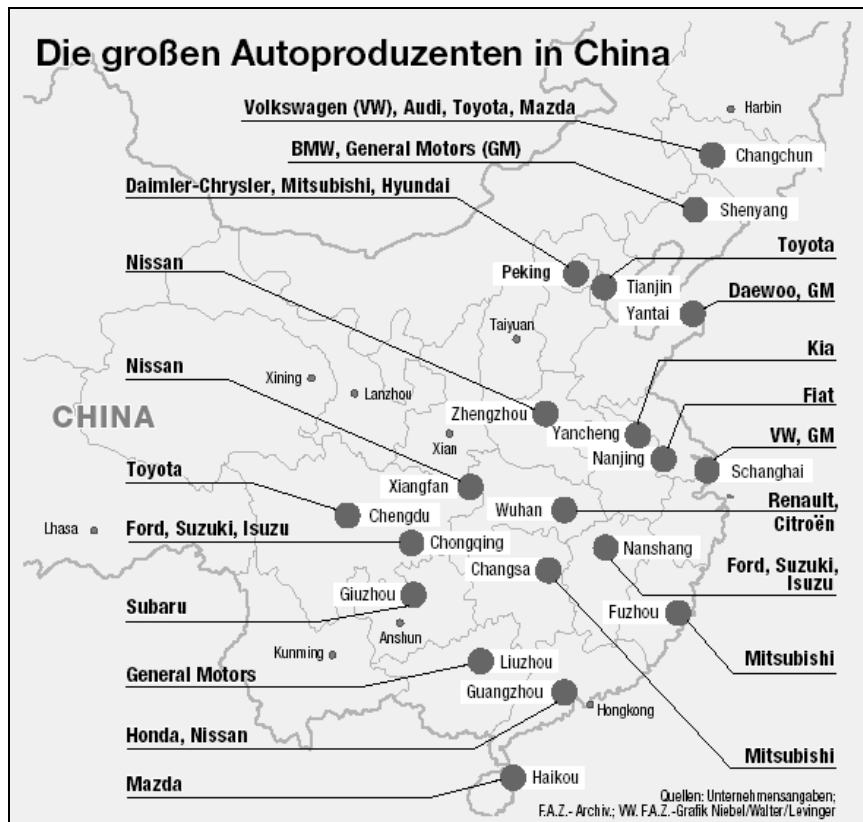 Die großen Autoproduzenten in China
Volkswagen (VW), Audi, Toyota, Mazda
Harbin
Changchun
BMW, General Motors (GM)
Daimler-Chrysler, Mitsubishi, Hyundai
Shenyang
Toyota
Nissan
Peking
Tianjin
Daewoo, GM
Yantai
Taiyuan
Kia
Nissan
Xining
Lanzhou
Fiat
CHINA
Zhengzhou
Yancheng
Xian
Nanjing
VW, GM
Schanghai
Toyota
Xiangfan
Chengdu
Wuhan
Renault,
Citroën
Lhasa
Ford, Suzuki, Isuzu
Chongqing
Nanshang
Changsa
Ford, Suzuki,
Isuzu
Giuzhou
Subaru
Fuzhou
Anshun
Kunming
Liuzhou
Mitsubishi
General Motors
Guangzhou
Hongkong
Honda, Nissan
Mitsubishi
Mazda
Haikou
Quellen: Unternehmensangaben;
F.A.Z.- Archiv.; VW. F.A.Z.-Grafik Niebel/Walter/Levinger